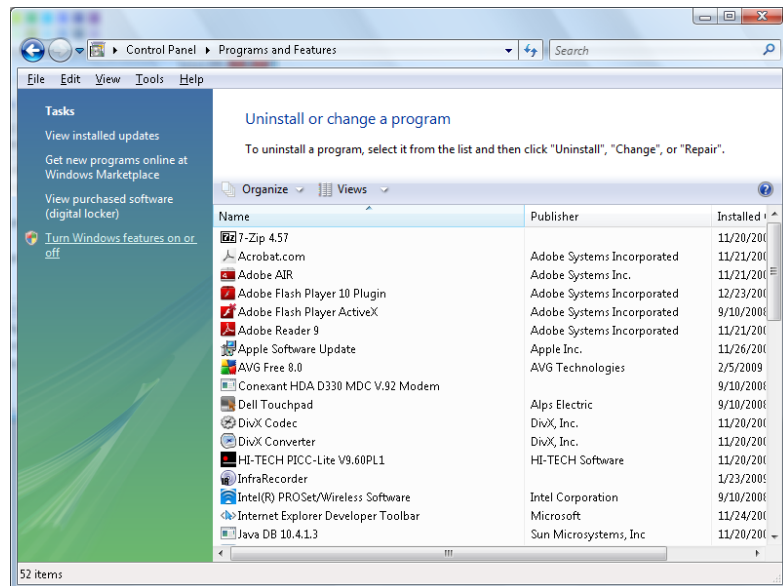 Control Panel Programs and Features Search
File Edit View Tools Help
Tasks
View installed updates
Get new programs online at
Windows Marketplace
View purchased software
(digital locker)
Turn Windows features on or
off
Uninstall or change a program
To uninstall a program, select it from the list and then click "Uninstall", "Change", or "Repair".
Organize Views
Name Publisher Installed
7-Zip 4.57 11/20/200
Acrobat.com Adobe Systems Incorporated 11/21/200
Adobe AIR Adobe Systems Inc. 11/21/200
Adobe Flash Player 10 Plugin Adobe Systems Incorporated 12/23/200
Adobe Flash Player ActiveX Adobe Systems Incorporated 9/10/2008
Adobe Reader 9 Adobe Systems Incorporated 11/21/200
Apple Software Update Apple Inc. 11/26/200
AVG Free 8.0 AVG Technologies 2/5/2009
Conexant HDA D330 MDC V.92 Modem 9/10/2008
Dell Touchpad Alps Electric 9/10/2008
DivX Codec DivX, Inc. 11/20/200
DivX Converter DivX, Inc. 11/20/200
HI-TECH PICC-Lite V9.60PL1 HI-TECH Software 11/20/200
InfraRecorder 1/23/2009
Intel(R) PROSet/Wireless Software Intel Corporation 9/10/2008
Internet Explorer Developer Toolbar Microsoft 11/24/200
Java DB 10.4.1.3 Sun Microsystems, Inc 11/20/200
52 items